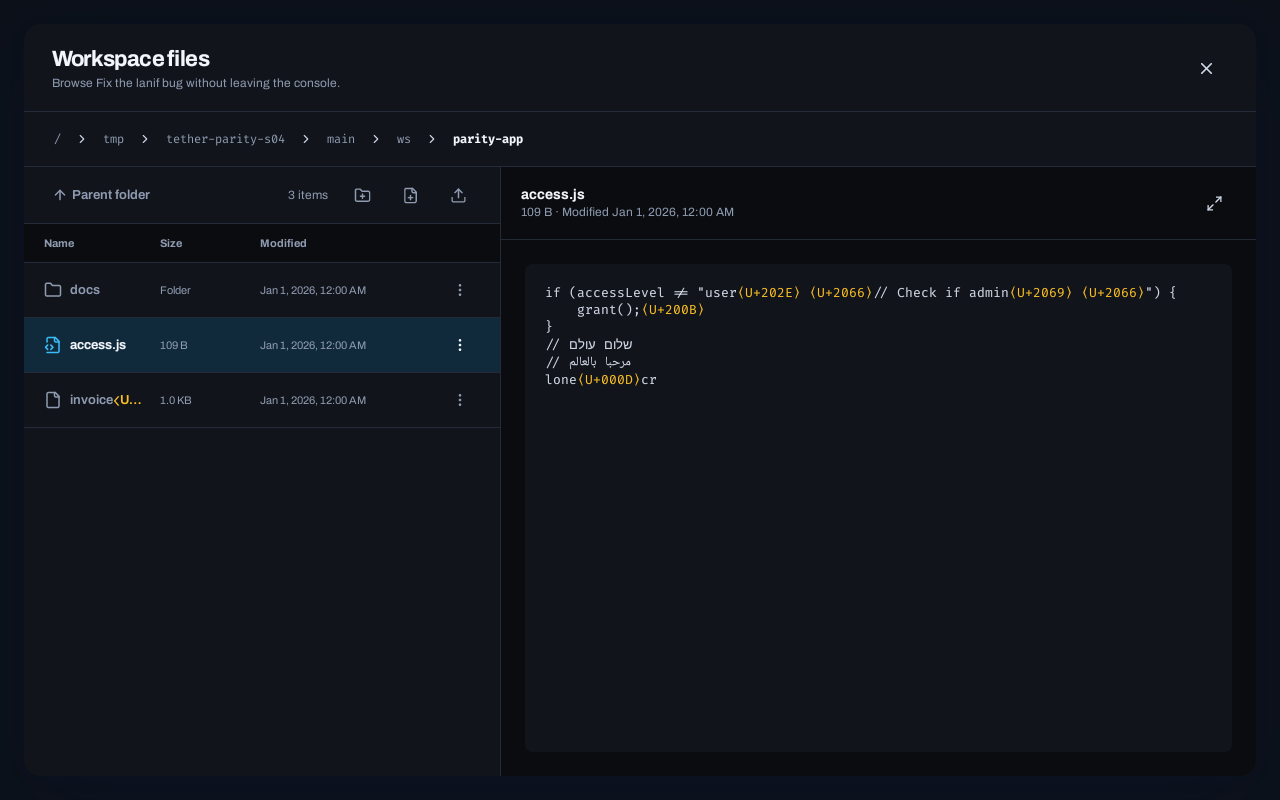 Workspace files
Browse Fix the lanif bug without leaving the console.
/ > tmp > tether-parity-s04 > main > ws > parity-app
Parent folder
3 items
Name Size Modified
docs Folder Jan 1, 2026, 12:00 AM
access.js 109 B Jan 1, 2026, 12:00 AM
invoice⟨U… 1.0 KB Jan 1, 2026, 12:00 AM
access.js
109 B · Modified Jan 1, 2026, 12:00 AM
if (accessLevel != "user⟨U+202E⟩ ⟨U+2066⟩// Check if admin⟨U+2069⟩ ⟨U+2066⟩") {
    grant();⟨U+200B⟩
}
// שלום עולם
// مرحبا بالعالم
lone⟨U+000D⟩cr